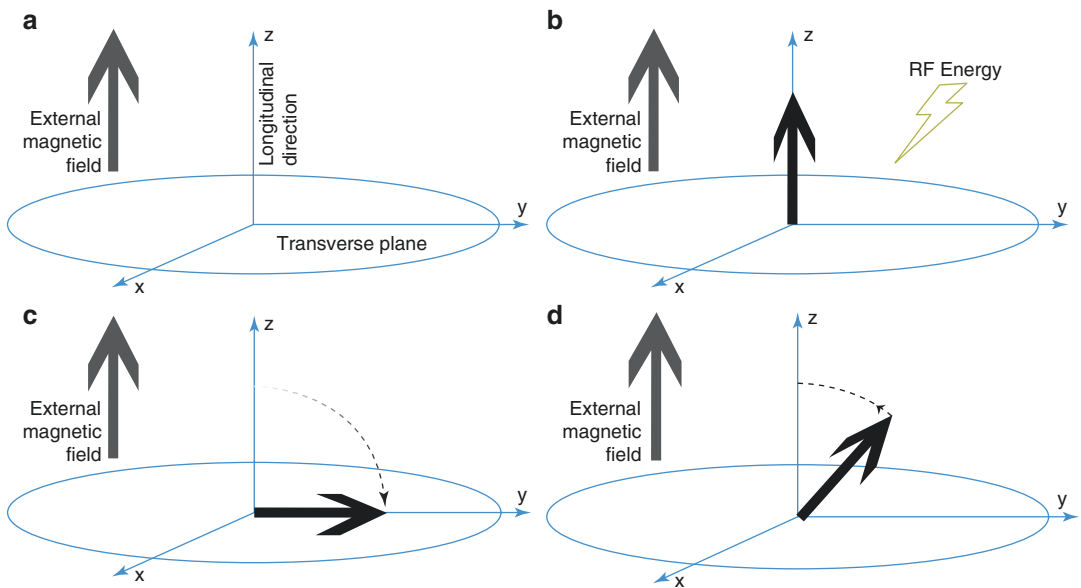 a
z
Longitudinal
direction
External
magnetic
field
y
Transverse plane
x
b
z
RF Energy
External
magnetic
field
y
x
c
z
External
magnetic
field
y
x
d
z
External
magnetic
field
y
x